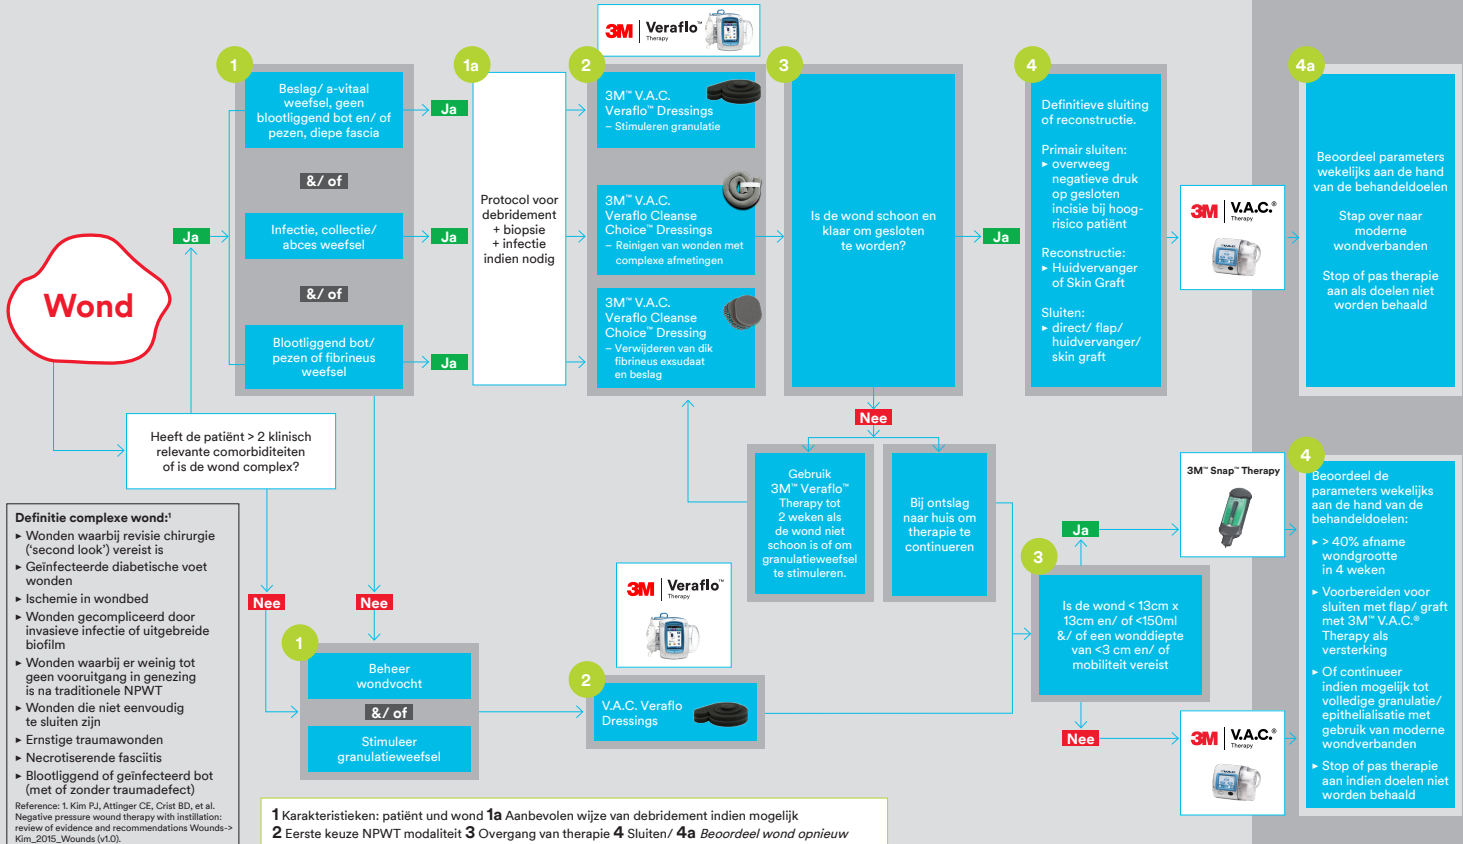 3M | Veraflo™
Therapy
1
Beslag/ a-vitaal
weefsel, geen
blootliggend bot en/ of
pezen, diepe fascia
&/ of
Infectie, collectie/
abces weefsel
&/ of
Blootliggend bot/
pezen of fibrineus
weefsel
Ja
Ja
Ja
Ja
Wond
Heeft de patiënt > 2 klinisch
relevante comorbiditeiten
of is de wond complex?
1a
Protocol voor
debridement
+ biopsie
+ infectie
indien nodig
2
3M™ V.A.C.
Veraflo™ Dressings
– Stimuleren granulatie
3M™ V.A.C.
Veraflo Cleanse
Choice™ Dressings
– Reinigen van wonden met
complexe afmetingen
3M™ V.A.C.
Veraflo Cleanse
Choice™ Dressing
– Verwijderen van dik
fibrineus exsudaat
en beslag
3
Is de wond schoon en
klaar om gesloten
te worden?
Ja
4
Definitieve sluiting
of reconstructie.
Primair sluiten:
▸ overweeg
negatieve druk
op gesloten
incisie bij hoog-
risico patiënt
Reconstructie:
▸ Huidvervanger
of Skin Graft
Sluiten:
▸ direct/ flap/
huidvervanger/
skin graft
3M | V.A.C.®
Therapy
4a
Beoordeel parameters
wekelijks aan de hand
van de behandeldoelen
Stap over naar
moderne
wondverbanden
Stop of pas therapie
aan als doelen niet
worden behaald
Nee
Gebruik
3M™ Veraflo™
Therapy tot
2 weken als
de wond niet
schoon is of om
granulatieweefsel
te stimuleren.
Bij ontslag
naar huis om
therapie te
continueren
Definitie complexe wond:¹
▸ Wonden waarbij revisie chirurgie
(‘second look’) vereist is
▸ Geïnfecteerde diabetische voet
wonden
▸ Ischemie in wondbed
▸ Wonden gecompliceerd door
invasieve infectie of uitgebreide
biofilm
▸ Wonden waarbij er weinig tot
geen vooruitgang in genezing
is na traditionele NPWT
▸ Wonden die niet eenvoudig
te sluiten zijn
▸ Ernstige traumawonden
▸ Necrotiserende fasciitis
▸ Blootliggend of geïnfecteerd bot
(met of zonder traumadefect)
Reference: 1. Kim PJ, Attinger CE, Crist BD, et al.
Negative pressure wound therapy with instillation:
review of evidence and recommendations Wounds->
Kim_2015_Wounds (v1.0).
Nee
Nee
1
Beheer
wondvocht
&/ of
Stimuleer
granulatieweefsel
3M | Veraflo™
Therapy
2
V.A.C. Veraflo
Dressings
3
Is de wond < 13cm x
13cm en/ of <150ml
&/ of een wonddiepte
van <3 cm en/ of
mobiliteit vereist
Ja
Nee
3M™ Snap™ Therapy
3M | V.A.C.®
Therapy
4
Beoordeel de
parameters wekelijks
aan de hand van de
behandeldoelen:
▸ > 40% afname
wondgrootte
in 4 weken
▸ Voorbereiden voor
sluiten met flap/ graft
met 3M™ V.A.C.®
Therapy als
versterking
▸ Of continueer
indien mogelijk tot
volledige granulatie/
epithelialisatie met
gebruik van moderne
wondverbanden
▸ Stop of pas therapie
aan indien doelen niet
worden behaald
1 Karakteristieken: patiënt und wond 1a Aanbevolen wijze van debridement indien mogelijk
2 Eerste keuze NPWT modaliteit 3 Overgang van therapie 4 Sluiten/ 4a Beoordeel wond opnieuw